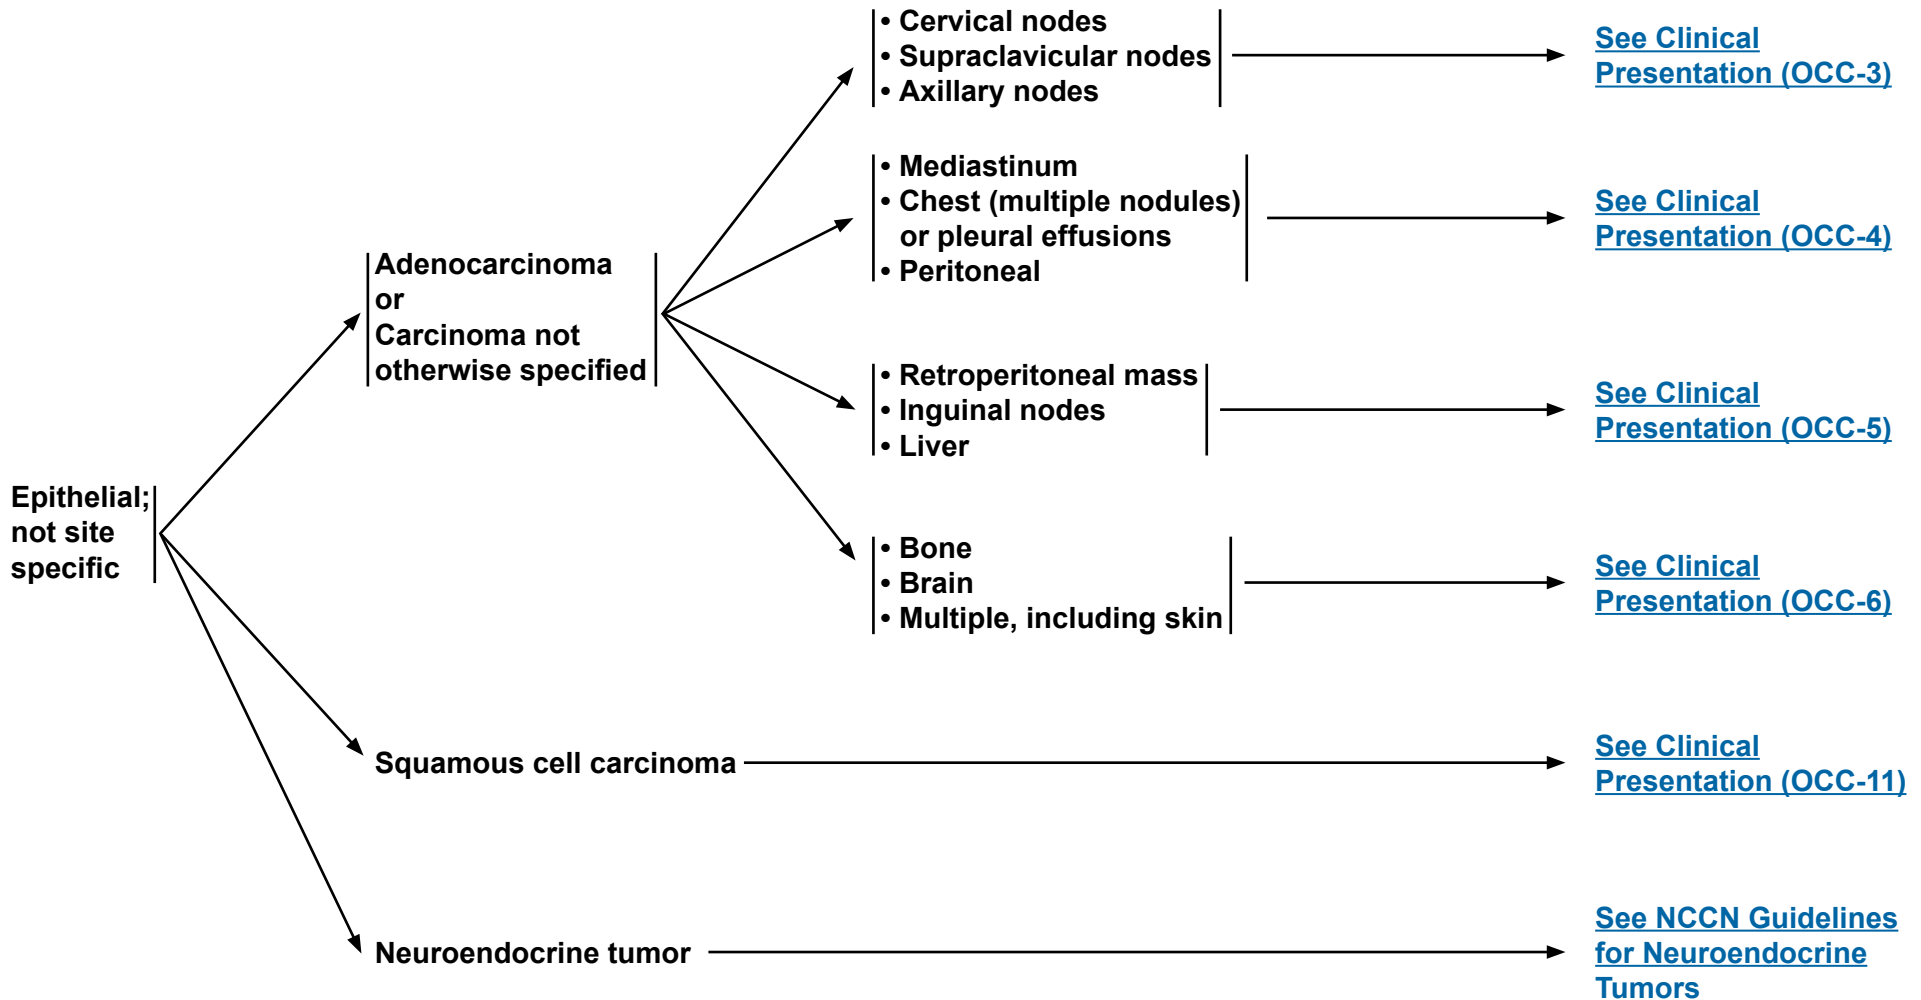 Epithelial;
not site
specific
Adenocarcinoma
or
Carcinoma not
otherwise specified
• Cervical nodes
• Supraclavicular nodes
• Axillary nodes
See Clinical
Presentation (OCC-3)
• Mediastinum
• Chest (multiple nodules)
or pleural effusions
• Peritoneal
See Clinical
Presentation (OCC-4)
• Retroperitoneal mass
• Inguinal nodes
• Liver
See Clinical
Presentation (OCC-5)
• Bone
• Brain
• Multiple, including skin
See Clinical
Presentation (OCC-6)
Squamous cell carcinoma
See Clinical
Presentation (OCC-11)
Neuroendocrine tumor
See NCCN Guidelines
for Neuroendocrine
Tumors